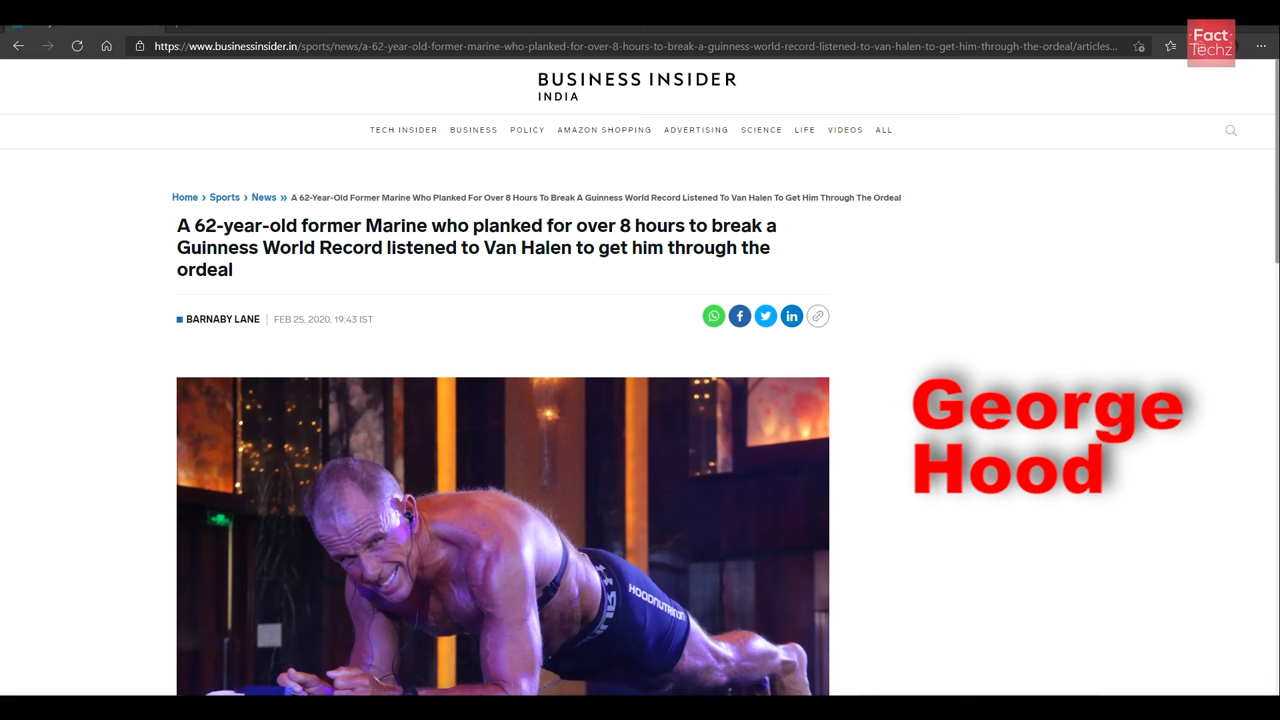 https://www.businessinsider.in/sports/news/a-62-year-old-former-marine-who-planked-for-over-8-hours-to-break-a-guinness-world-record-listened-to-van-halen-to-get-him-through-the-ordeal/articles...
Fact
Techz
BUSINESS INSIDER
INDIA
TECH INSIDER BUSINESS POLICY AMAZON SHOPPING ADVERTISING SCIENCE LIFE VIDEOS ALL
Home › Sports › News » A 62-Year-Old Former Marine Who Planked For Over 8 Hours To Break A Guinness World Record Listened To Van Halen To Get Him Through The Ordeal
A 62-year-old former Marine who planked for over 8 hours to break a
Guinness World Record listened to Van Halen to get him through the
ordeal
BARNABY LANE | FEB 25, 2020, 19:43 IST
George
Hood
HOODNUTRITION